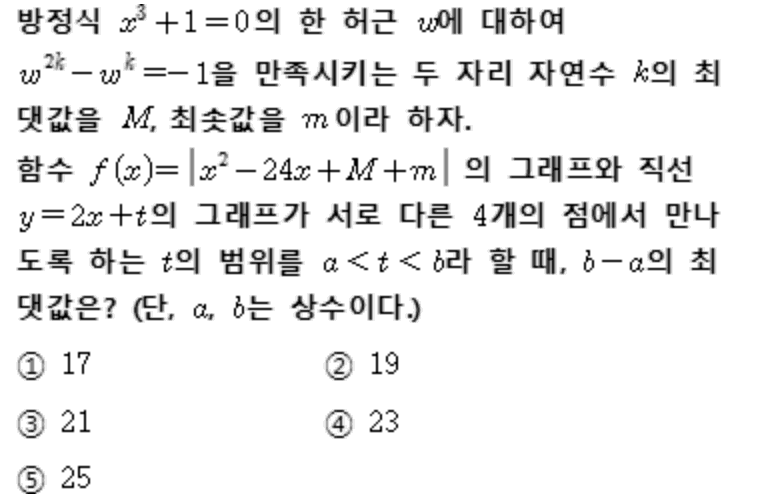 방정식 x³+1=0의 한 허근 w에 대하여
w²ᵏ-wᵏ=-1을 만족시키는 두 자리 자연수 k의 최
댓값을 M, 최솟값을 m이라 하자.
함수 f(x)=|x²-24x+M+m| 의 그래프와 직선
y=2x+t의 그래프가 서로 다른 4개의 점에서 만나
도록 하는 t의 범위를 a<t<b라 할 때, b-a의 최
댓값은? (단, a, b는 상수이다.)
① 17 ② 19
③ 21 ④ 23
⑤ 25